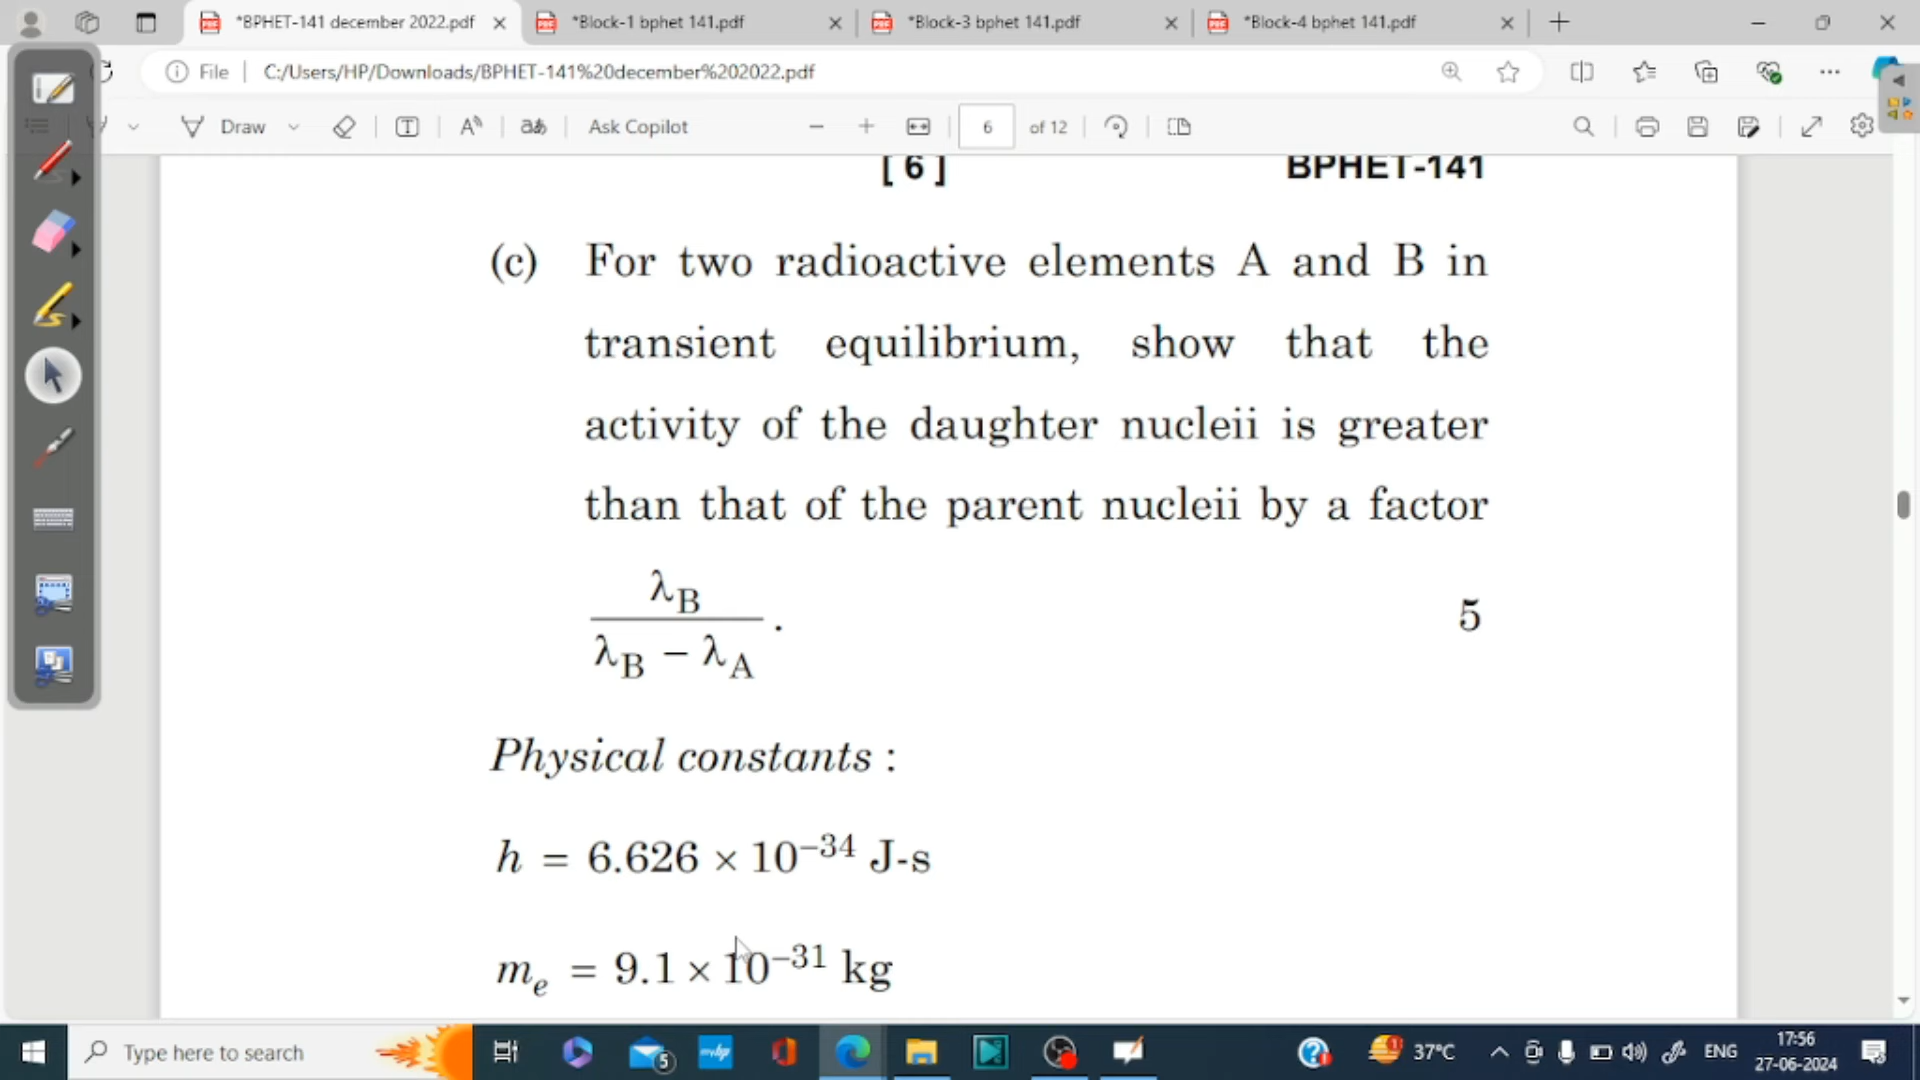 *BPHET-141 december 2022.pdf
*Block-1 bphet 141.pdf
*Block-3 bphet 141.pdf
*Block-4 bphet 141.pdf
File
C:/Users/HP/Downloads/BPHET-141%20december%202022.pdf
Draw
Ask Copilot
6 of 12
[ 6 ] BPHET-141
(c) For two radioactive elements A and B in
transient equilibrium, show that the
activity of the daughter nucleii is greater
than that of the parent nucleii by a factor
λB
λB − λA . 5
Physical constants :
h = 6.626 × 10−34 J-s
me = 9.1 × 10−31 kg
Type here to search
5
myhp
37°C
ENG
17:56
27-06-2024